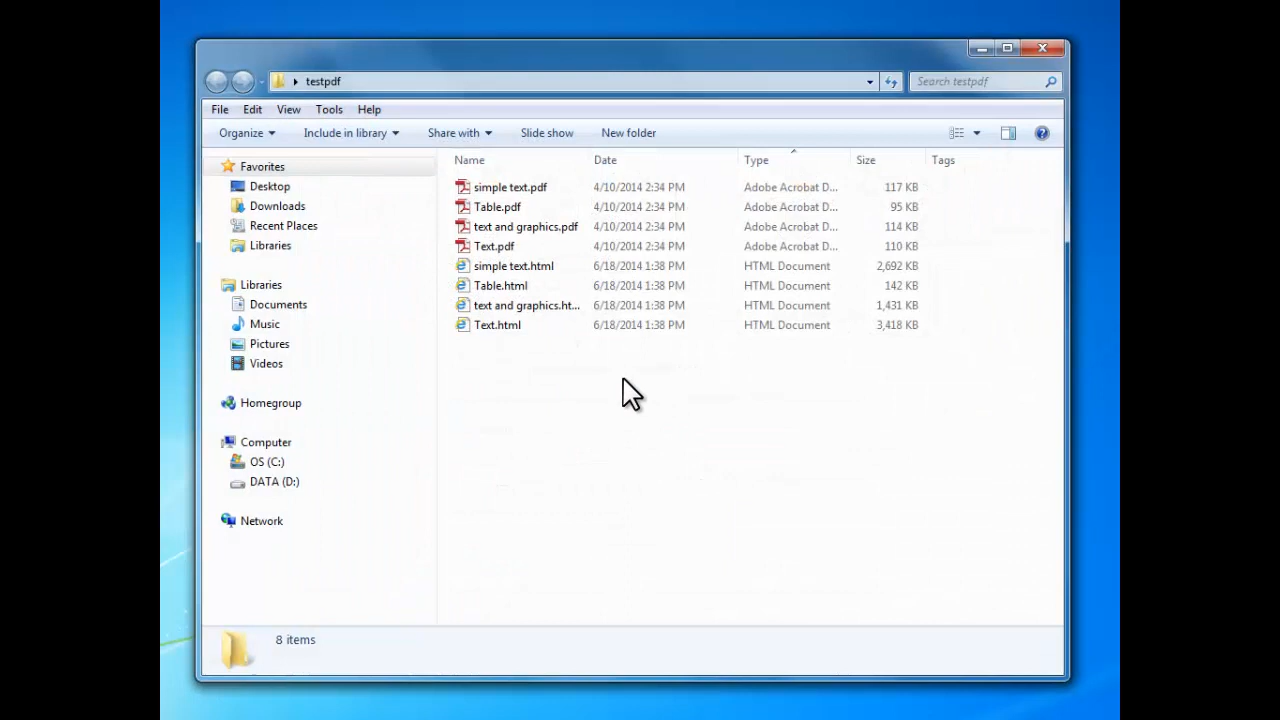 testpdf
Search testpdf
File Edit View Tools Help
Organize Include in library Share with Slide show New folder
Favorites
Desktop
Downloads
Recent Places
Libraries
Libraries
Documents
Music
Pictures
Videos
Homegroup
Computer
OS (C:)
DATA (D:)
Network
Name Date Type Size Tags
simple text.pdf 4/10/2014 2:34 PM Adobe Acrobat D... 117 KB
Table.pdf 4/10/2014 2:34 PM Adobe Acrobat D... 95 KB
text and graphics.pdf 4/10/2014 2:34 PM Adobe Acrobat D... 114 KB
Text.pdf 4/10/2014 2:34 PM Adobe Acrobat D... 110 KB
simple text.html 6/18/2014 1:38 PM HTML Document 2,692 KB
Table.html 6/18/2014 1:38 PM HTML Document 142 KB
text and graphics.ht... 6/18/2014 1:38 PM HTML Document 1,431 KB
Text.html 6/18/2014 1:38 PM HTML Document 3,418 KB
8 items